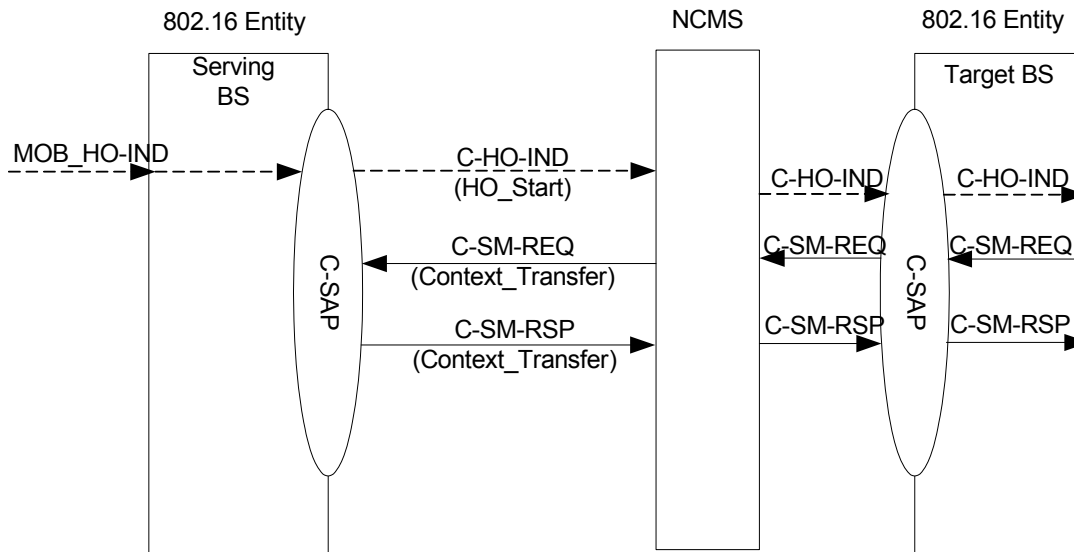 802.16 Entity
NCMS
802.16 Entity
Serving
BS
Target BS
MOB_HO-IND
C-HO-IND
(HO_Start)
C-HO-IND
C-HO-IND
C-SM-REQ
(Context_Transfer)
C-SM-REQ
C-SM-REQ
C-SAP
C-SAP
C-SM-RSP
(Context_Transfer)
C-SM-RSP
C-SM-RSP